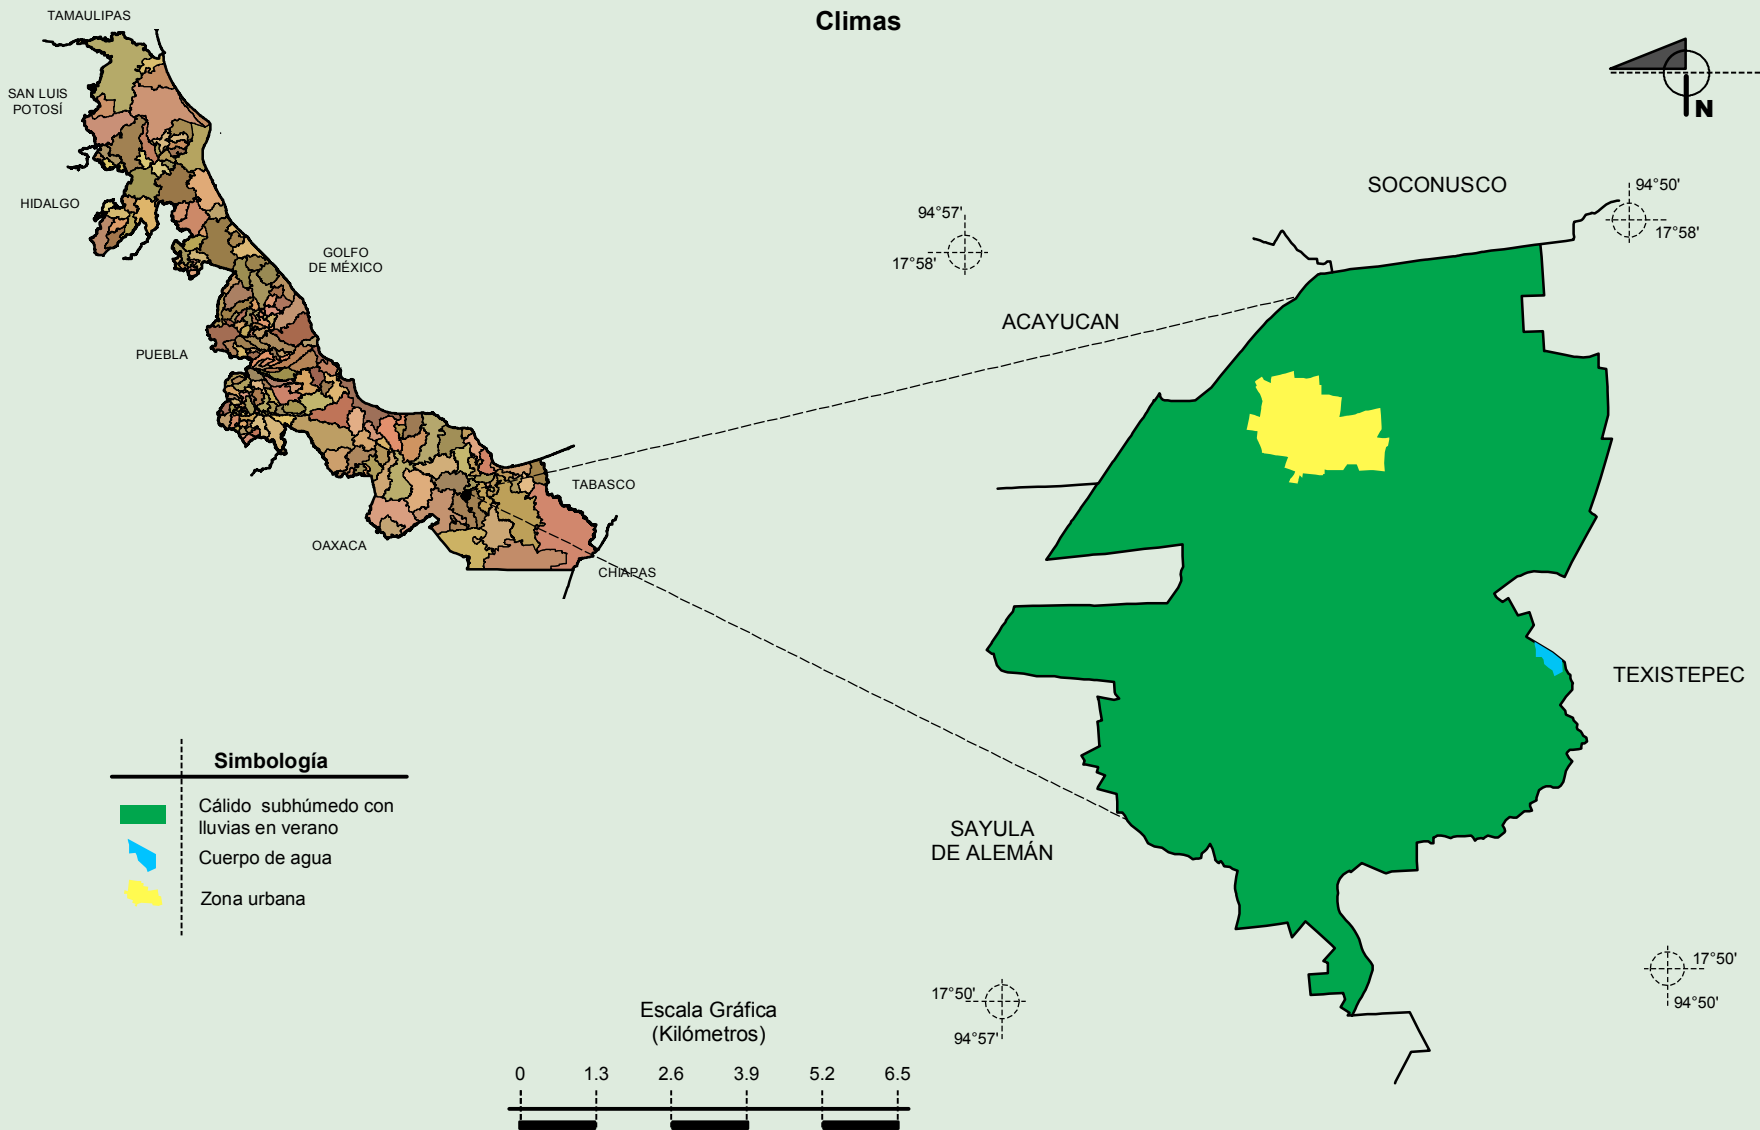 Climas
TAMAULIPAS
SAN LUIS
POTOSÍ
HIDALGO
GOLFO
DE MÉXICO
PUEBLA
OAXACA
TABASCO
CHIAPAS
N
SOCONUSCO
94°50'
17°58'
94°57'
17°58'
ACAYUCAN
TEXISTEPEC
SAYULA
DE ALEMÁN
17°50'
94°57'
17°50'
94°50'
Simbología
Cálido subhúmedo con
lluvias en verano
Cuerpo de agua
Zona urbana
Escala Gráfica
(Kilómetros)
0 1.3 2.6 3.9 5.2 6.5